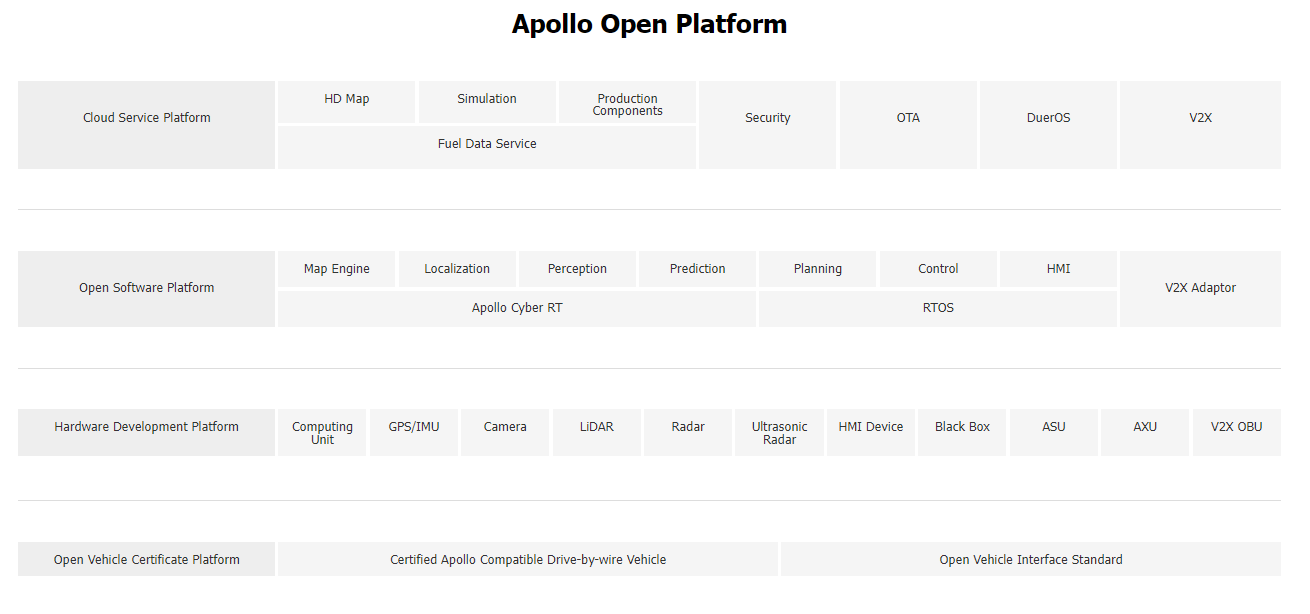 Apollo Open Platform
Cloud Service Platform
HD Map
Simulation
Production
Components
Fuel Data Service
Security
OTA
DuerOS
V2X
Open Software Platform
Map Engine
Localization
Perception
Prediction
Planning
Control
HMI
Apollo Cyber RT
RTOS
V2X Adaptor
Hardware Development Platform
Computing
Unit
GPS/IMU
Camera
LiDAR
Radar
Ultrasonic
Radar
HMI Device
Black Box
ASU
AXU
V2X OBU
Open Vehicle Certificate Platform
Certified Apollo Compatible Drive-by-wire Vehicle
Open Vehicle Interface Standard